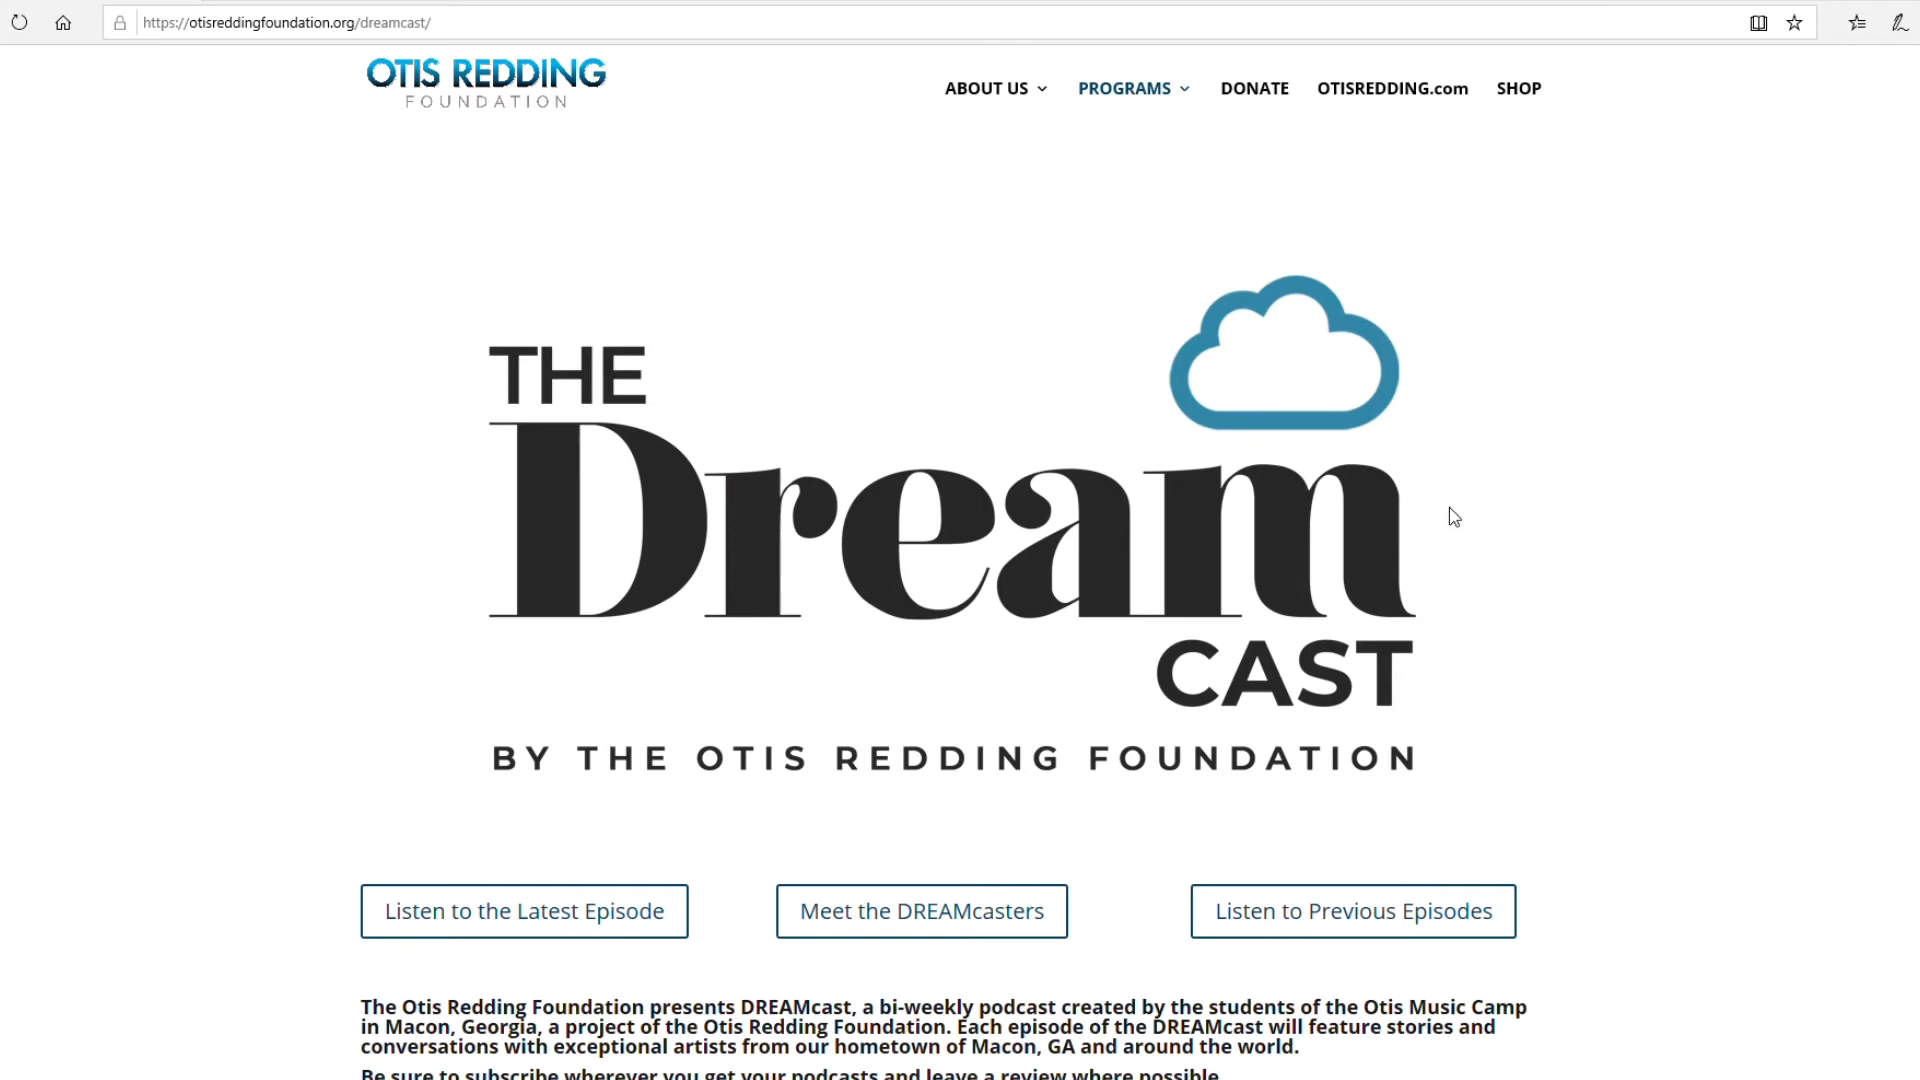 https://otisreddingfoundation.org/dreamcast/
OTIS REDDING
FOUNDATION
ABOUT US
PROGRAMS
DONATE
OTISREDDING.com
SHOP
THE
Dream
CAST
BY THE OTIS REDDING FOUNDATION
Listen to the Latest Episode
Meet the DREAMcasters
Listen to Previous Episodes
The Otis Redding Foundation presents DREAMcast, a bi-weekly podcast created by the students of the Otis Music Camp
in Macon, Georgia, a project of the Otis Redding Foundation. Each episode of the DREAMcast will feature stories and
conversations with exceptional artists from our hometown of Macon, GA and around the world.
Be sure to subscribe wherever you get your podcasts and leave a review where possible.